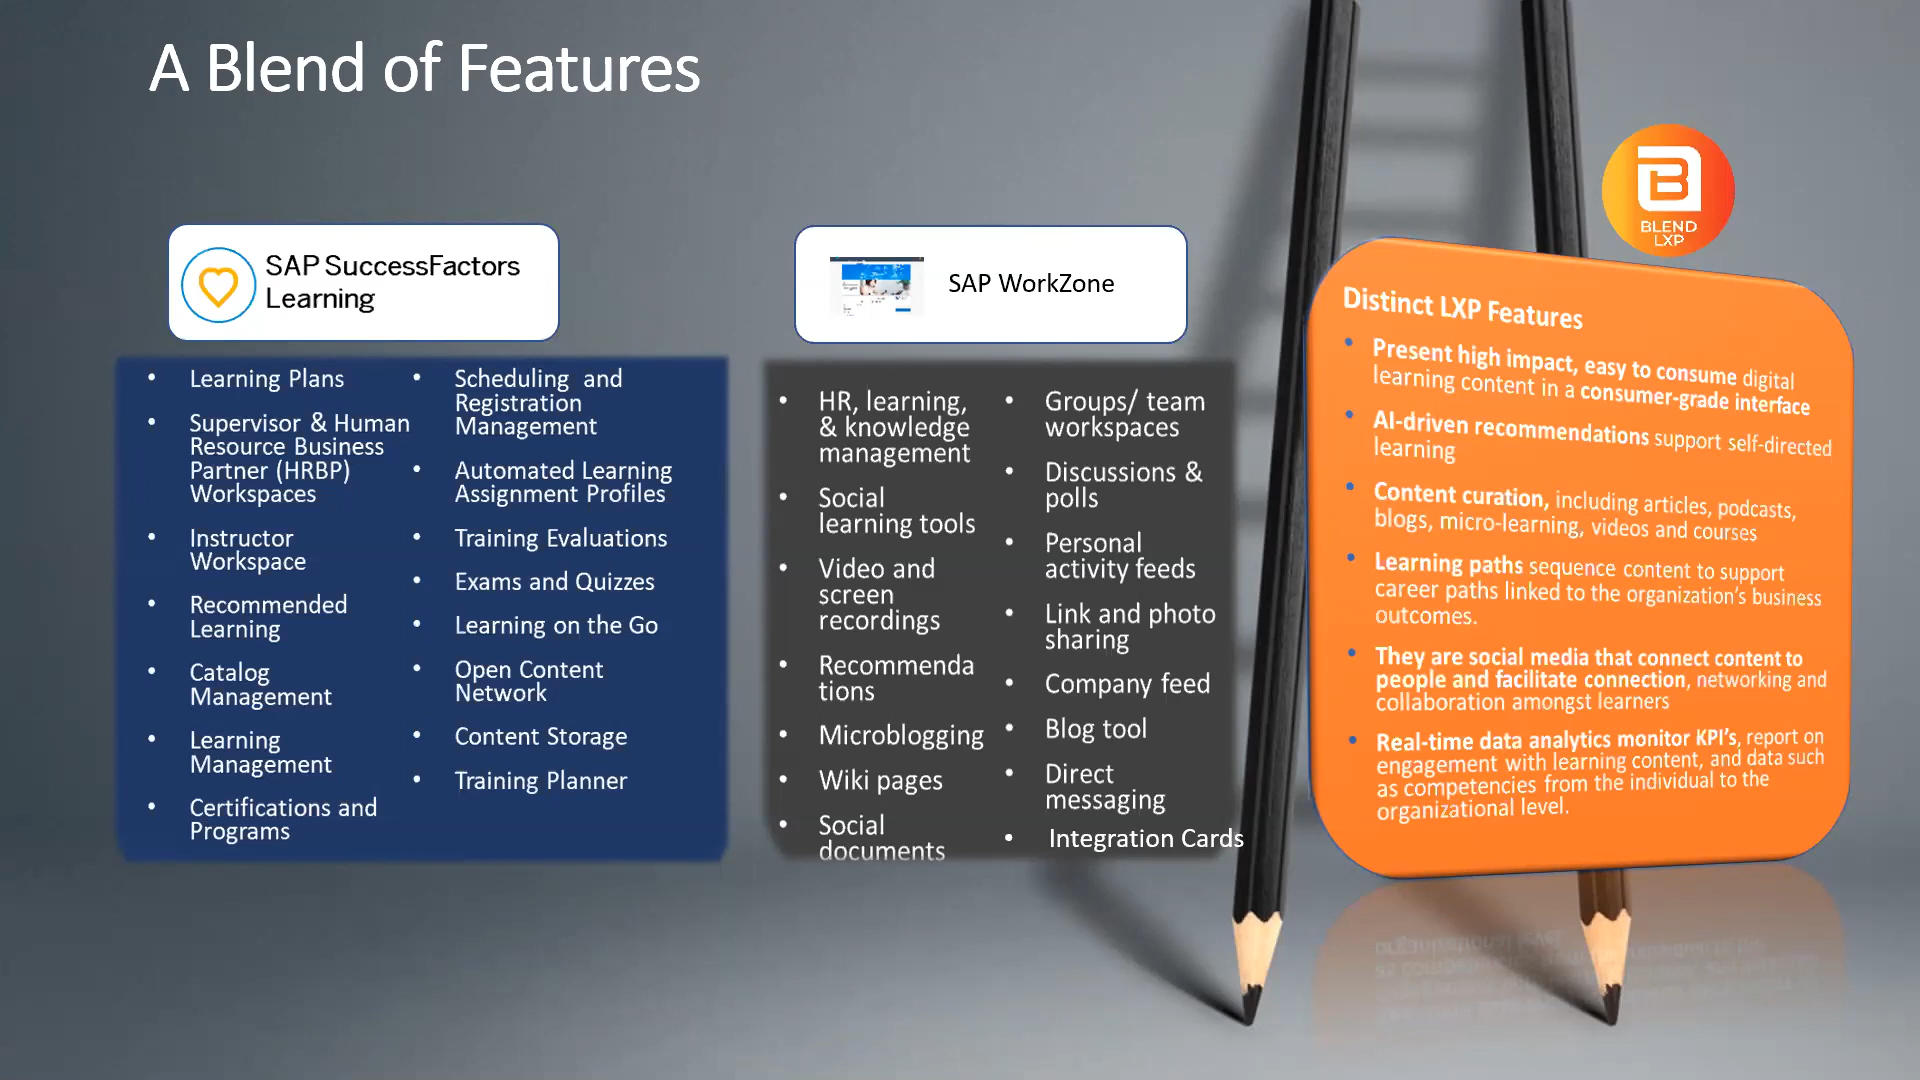 A Blend of Features
SAP SuccessFactors
Learning
Learning Plans
Supervisor & Human
Resource Business
Partner (HRBP)
Workspaces
Instructor
Workspace
Recommended
Learning
Catalog
Management
Learning
Management
Certifications and
Programs
Scheduling and
Registration
Management
Automated Learning
Assignment Profiles
Training Evaluations
Exams and Quizzes
Learning on the Go
Open Content
Network
Content Storage
Training Planner
SAP WorkZone
HR, learning,
& knowledge
management
Social
learning tools
Video and
screen
recordings
Recommenda
tions
Microblogging
Wiki pages
Social
documents
Groups/ team
workspaces
Discussions &
polls
Personal
activity feeds
Link and photo
sharing
Company feed
Blog tool
Direct
messaging
Integration Cards
BLEND
LXP
Distinct LXP Features
Present high impact, easy to consume digital
learning content in a consumer-grade interface
AI-driven recommendations support self-directed
learning
Content curation, including articles, podcasts,
blogs, micro-learning, videos and courses
Learning paths sequence content to support
career paths linked to the organization's business
outcomes.
They are social media that connect content to
people and facilitate connection, networking and
collaboration amongst learners
Real-time data analytics monitor KPI's, report on
engagement with learning content, and data such
as competencies from the individual to the
organizational level.